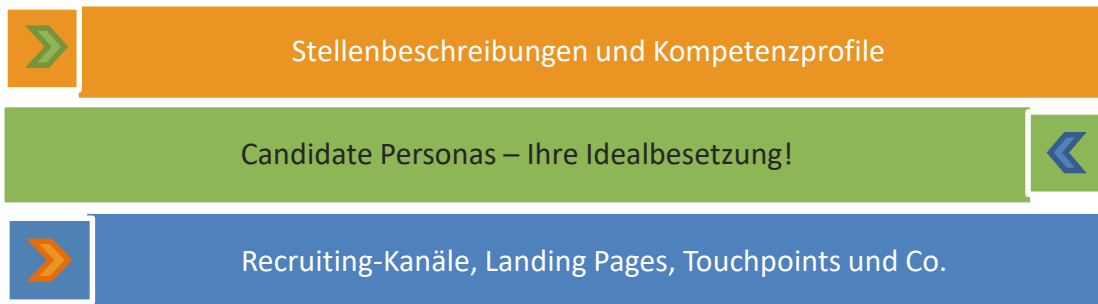 Stellenbeschreibungen und Kompetenzprofile
Candidate Personas – Ihre Idealbesetzung!
Recruiting-Kanäle, Landing Pages, Touchpoints und Co.